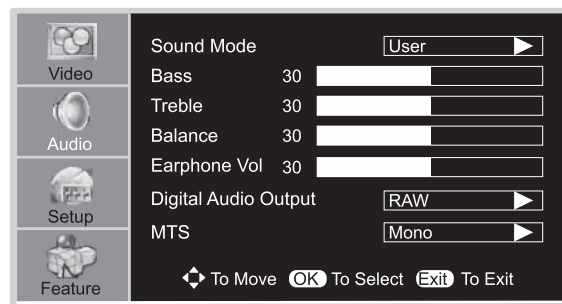 Video
Audio
Setup
Feature
Sound Mode User
Bass 30
Treble 30
Balance 30
Earphone Vol 30
Digital Audio Output RAW
MTS Mono
To Move OK To Select Exit To Exit